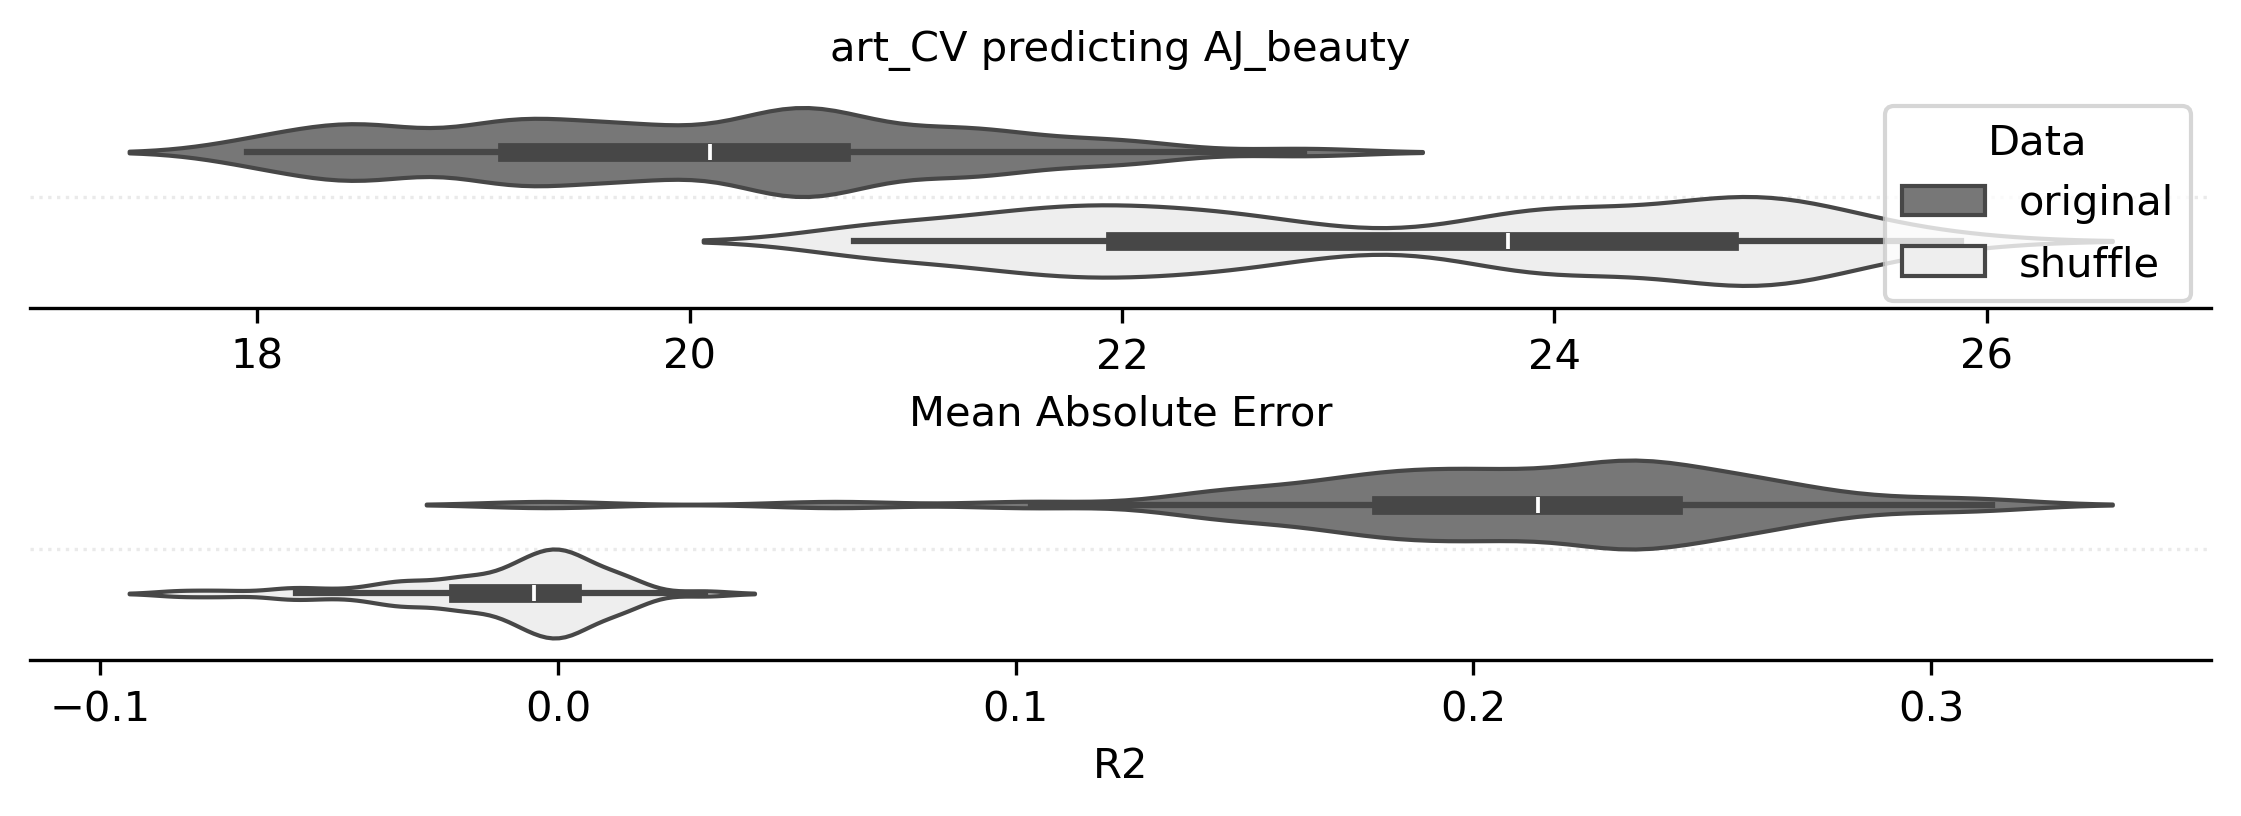 art_CV predicting AJ_beauty
Data
original
shuffle
18 20 22 24 26
Mean Absolute Error
−0.1 0.0 0.1 0.2 0.3
R2